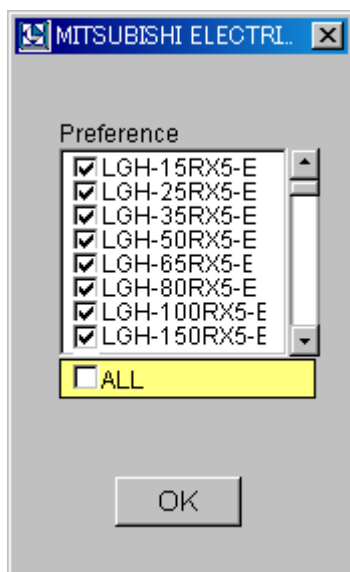 MITSUBISHI ELECTRI..
Preference
LGH-15RX5-E
LGH-25RX5-E
LGH-35RX5-E
LGH-50RX5-E
LGH-65RX5-E
LGH-80RX5-E
LGH-100RX5-E
LGH-150RX5-E
ALL
OK